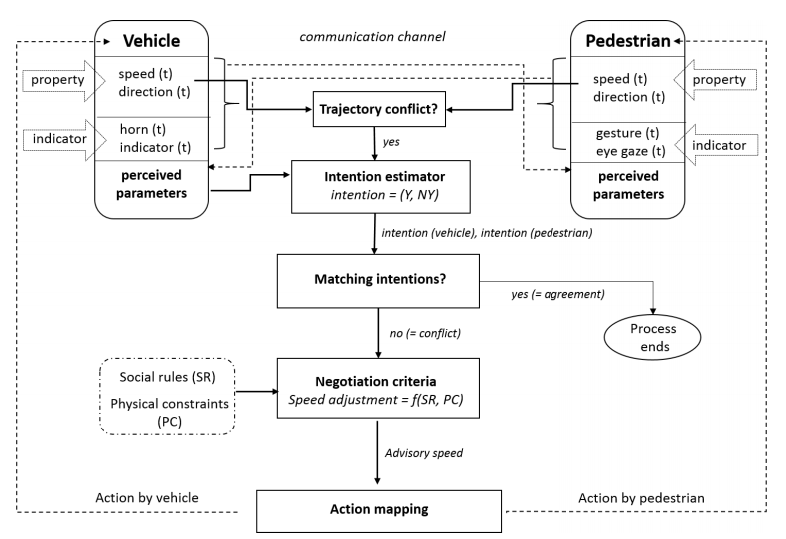 Vehicle
communication channel
Pedestrian
property
speed (t)
direction (t)
Trajectory conflict?
speed (t)
direction (t)
property
indicator
horn (t)
indicator (t)
yes
gesture (t)
eye gaze (t)
indicator
perceived
parameters
Intention estimator
intention = (Y, NY)
perceived
parameters
intention (vehicle), intention (pedestrian)
Matching intentions?
yes (= agreement)
Process
ends
no (= conflict)
Social rules (SR)
Physical constraints
(PC)
Negotiation criteria
Speed adjustment = f(SR, PC)
Advisory speed
Action by vehicle
Action mapping
Action by pedestrian